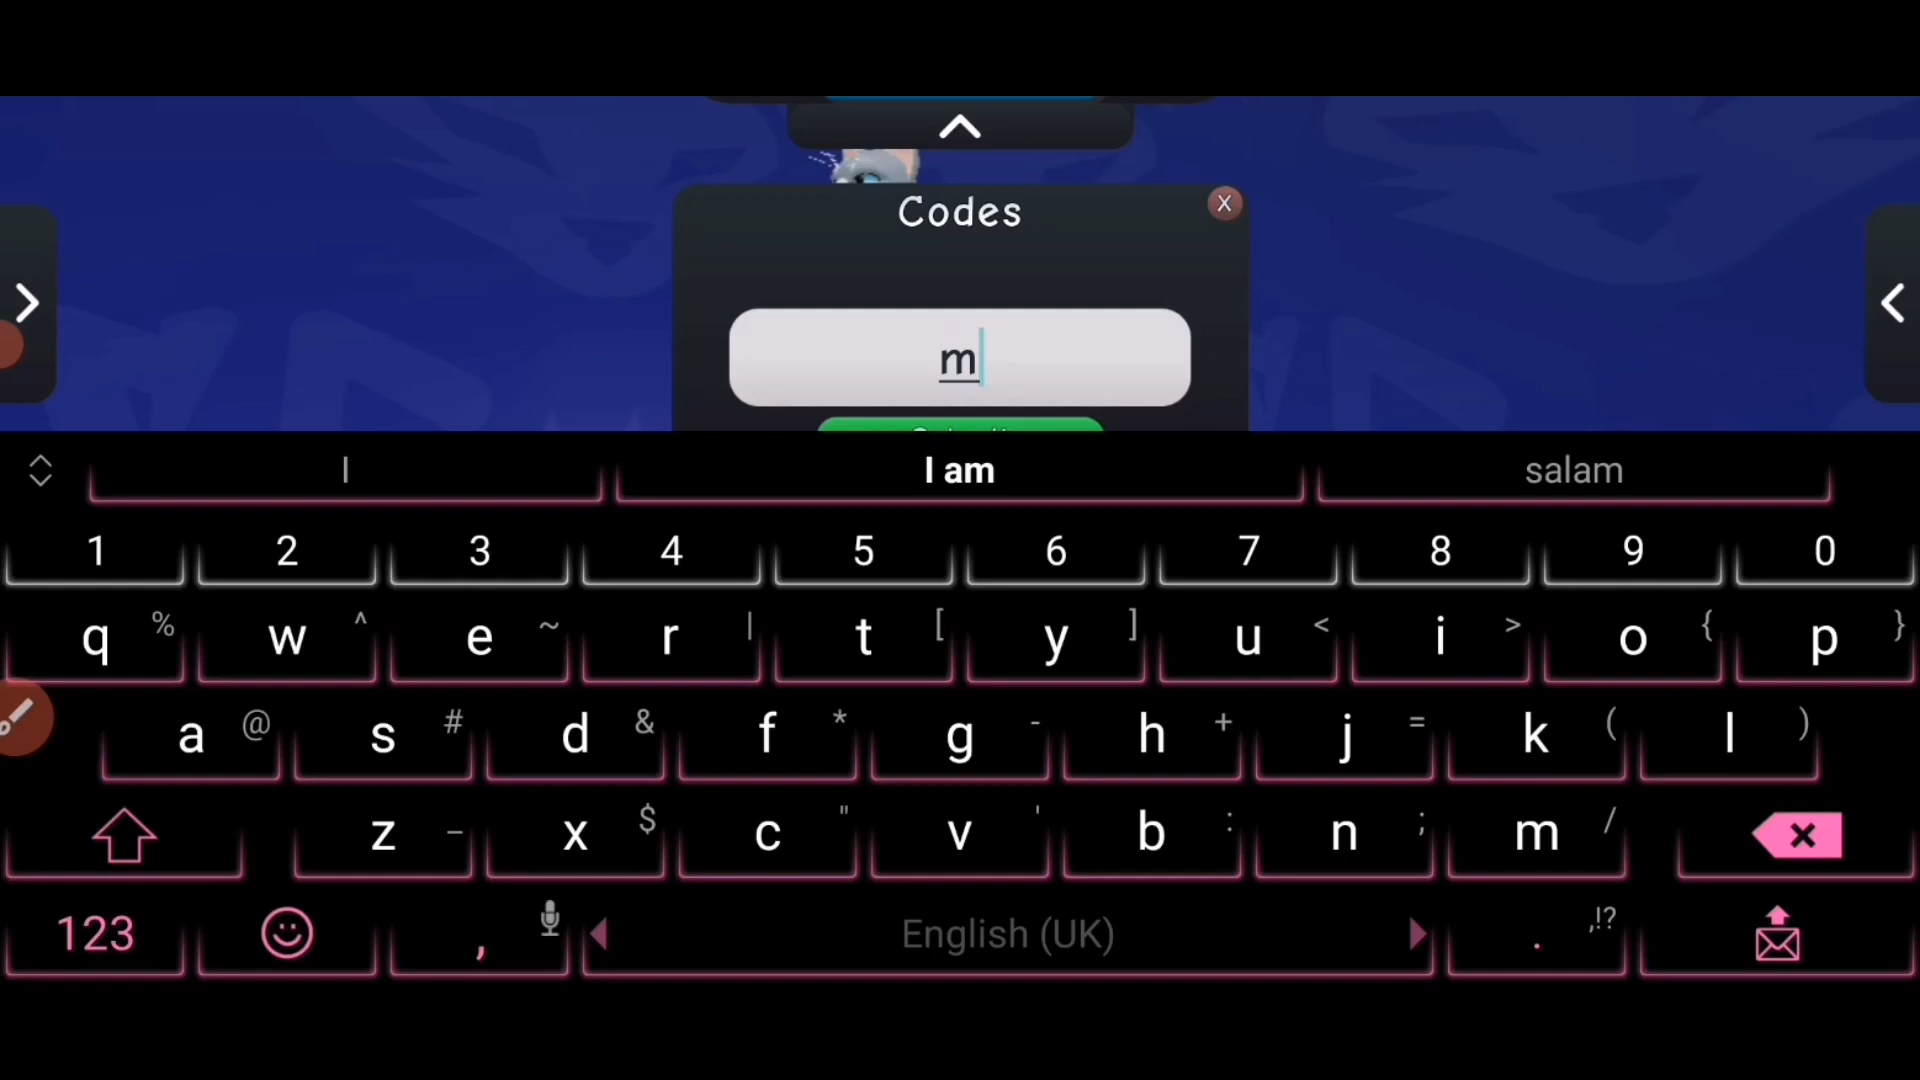 Codes
X
m
I am
salam
1 2 3 4 5 6 7 8 9 0
q % w ^ e ~ r | t [ y ] u < i > o { p }
a @ s # d & f * g - h + j = k ( l )
z _ x $ c " v ' b : n ; m /
123 , English (UK) . ,!?